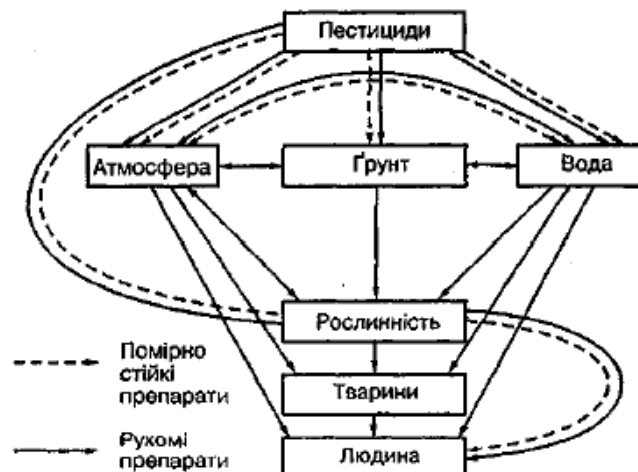 Пестициди
Атмосфера
Ґрунт
Вода
Рослинність
Помірко
стійкі
препарати
Тварини
Рухомі
препарати
Людина